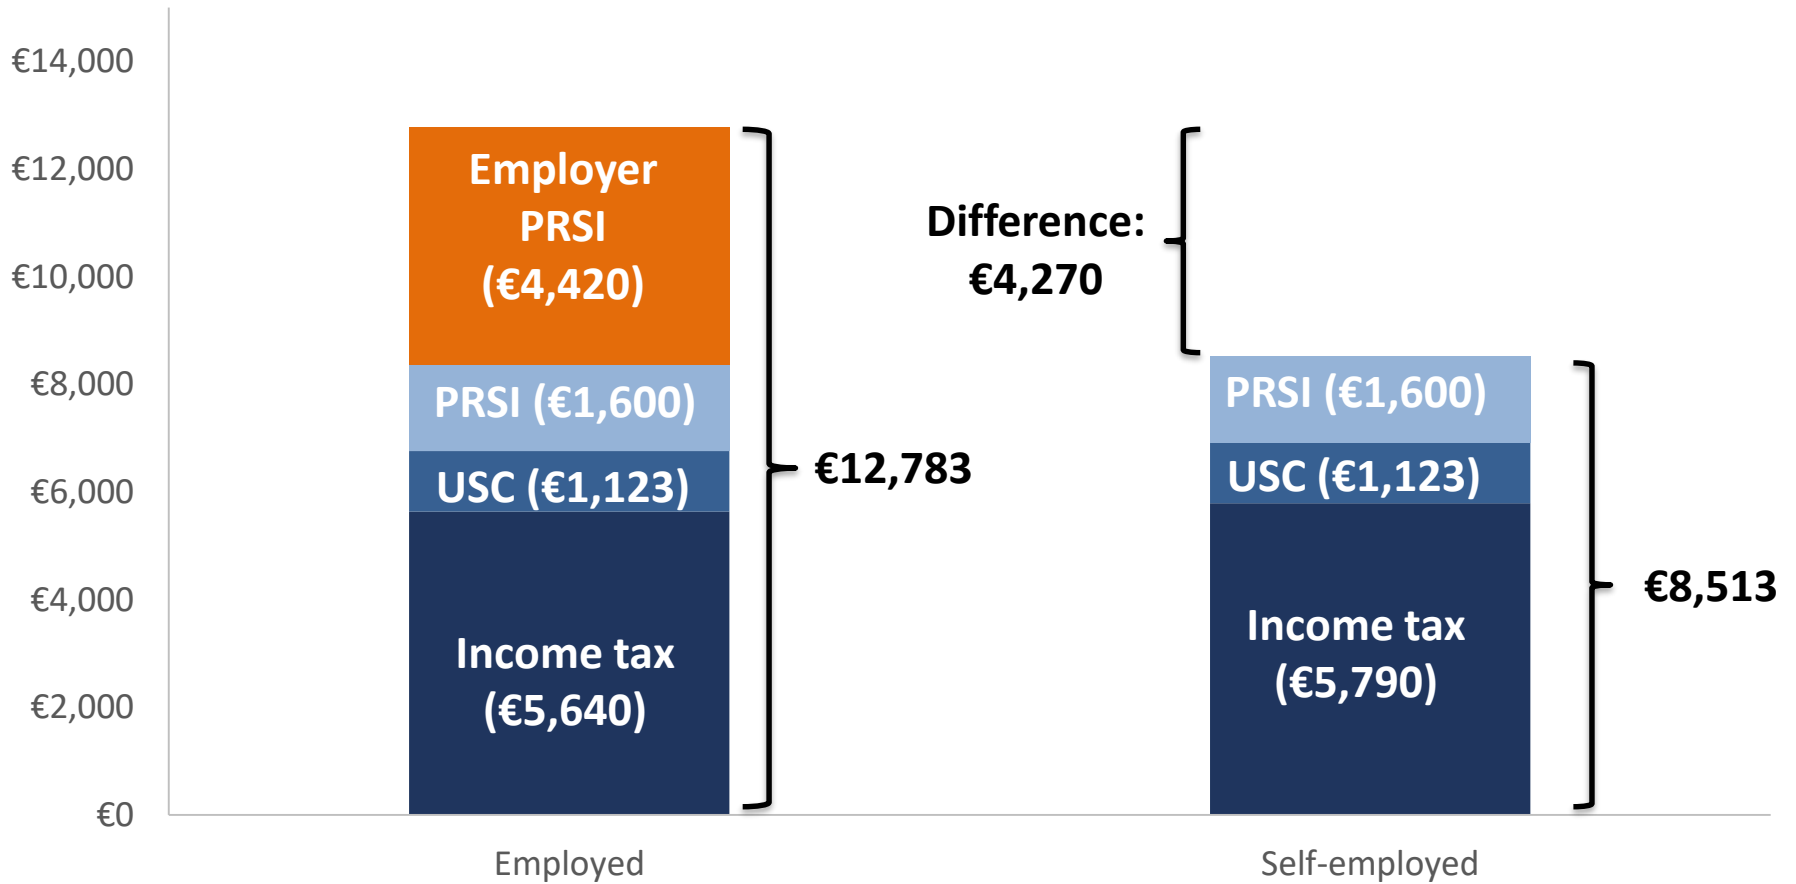 €14,000
€12,000
€10,000
€8,000
€6,000
€4,000
€2,000
€0
Employer
PRSI
(€4,420)
PRSI (€1,600)
USC (€1,123)
Income tax
(€5,640)
€12,783
Difference:
€4,270
PRSI (€1,600)
USC (€1,123)
Income tax
(€5,790)
€8,513
Employed
Self-employed